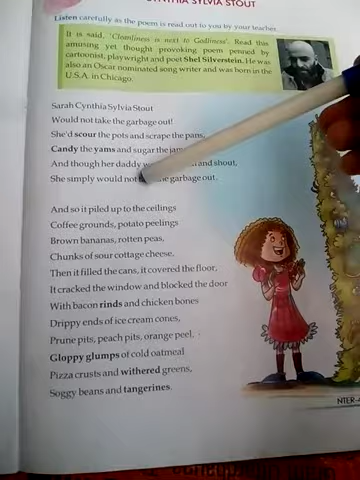 CYNTHIA SYLVIA STOUT
Listen carefully as the poem is read out to you by your teacher.
It is said, 'Cleanliness is next to Godliness'. Read this
amusing yet thought provoking poem penned by
cartoonist, playwright and poet Shel Silverstein. He was
also an Oscar nominated song writer and was born in the
U.S.A. in Chicago.
Sarah Cynthia Sylvia Stout
Would not take the garbage out!
She'd scour the pots and scrape the pans,
Candy the yams and sugar the
And though her daddy and shout,
She simply would not garbage out.
And so it piled up to the ceilings
Coffee grounds, potato peelings
Brown bananas, rotten peas,
Chunks of sour cottage cheese.
Then it filled the cans, it covered the floor,
It cracked the window and blocked the door
With bacon rinds and chicken bones
Drippy ends of ice cream cones,
Prune pits, peach pits, orange peel,
Gloppy glumps of cold oatmeal
Pizza crusts and withered greens,
Soggy beans and tangerines.